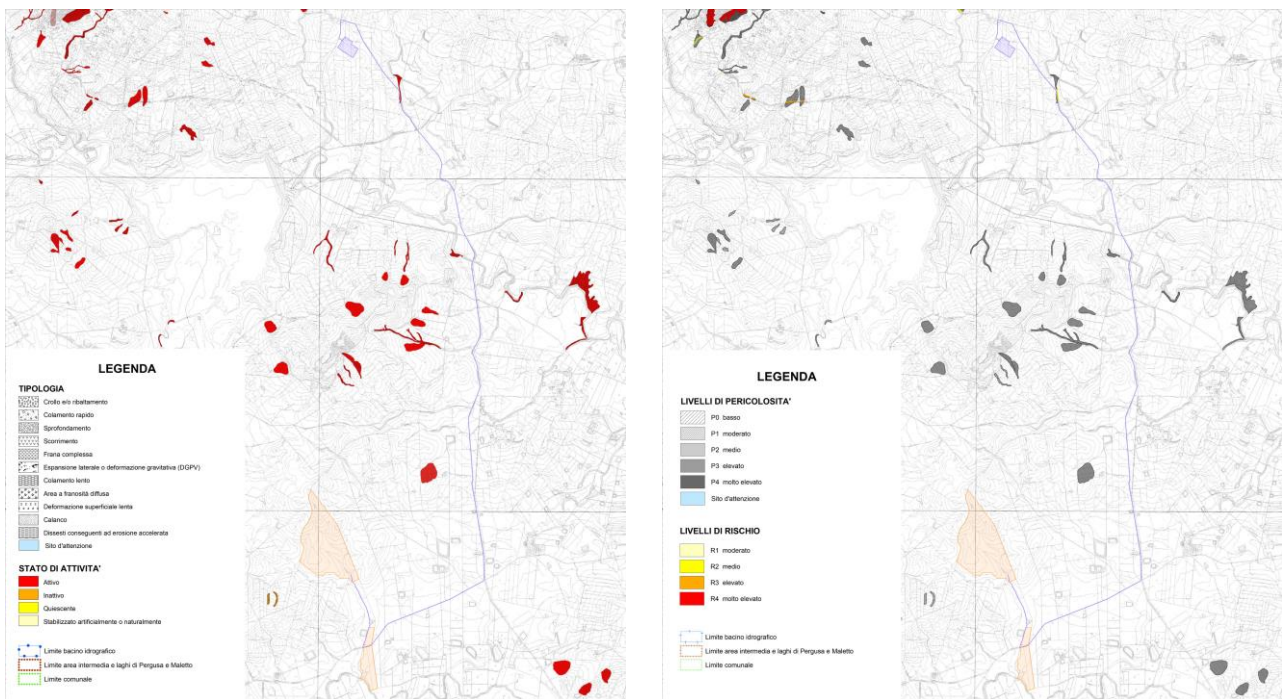 LEGENDA
TIPOLOGIA
Crollo e/o ribaltamento
Colamento rapido
Sprofondamento
Scorrimento
Frana complessa
Espansione laterale o deformazione gravitativa (DGPV)
Colamento lento
Area a franosità diffusa
Deformazione superficiale lenta
Calanco
Dissesti conseguenti ad erosione accelerata
Sito d'attenzione
STATO DI ATTIVITA'
Attivo
Inattivo
Quiescente
Stabilizzato artificialmente o naturalmente
Limite bacino idrografico
Limite area intermedia e laghi di Pergusa e Maletto
Limite comunale
LEGENDA
LIVELLI DI PERICOLOSITA'
P0 basso
P1 moderato
P2 medio
P3 elevato
P4 molto elevato
Sito d'attenzione
LIVELLI DI RISCHIO
R1 moderato
R2 medio
R3 elevato
R4 molto elevato
Limite bacino idrografico
Limite area intermedia e laghi di Pergusa e Maletto
Limite comunale